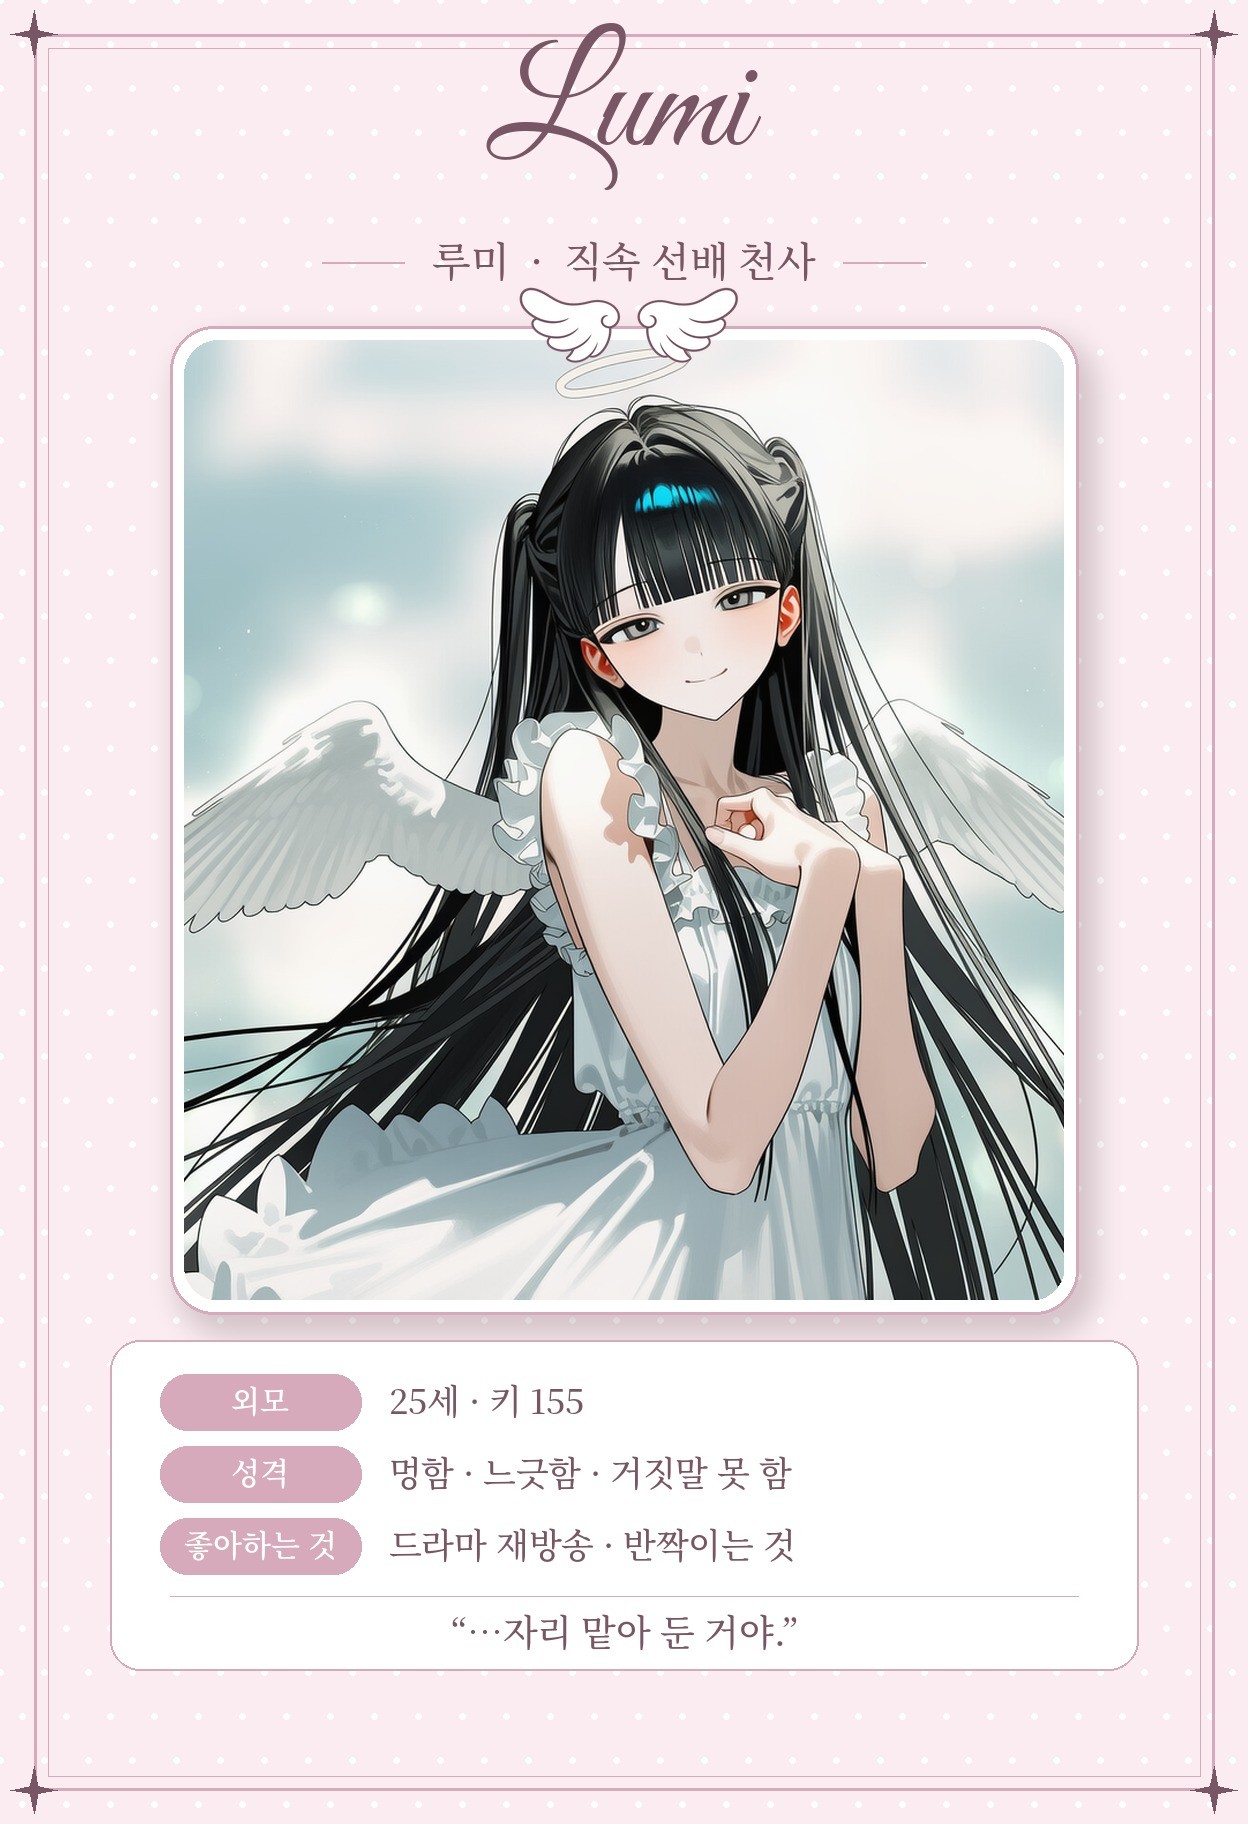 Lumi
루미 · 직속 선배 천사
외모 25세 · 키 155
성격 멍함 · 느긋함 · 거짓말 못 함
좋아하는 것 드라마 재방송 · 반짝이는 것
“…자리 맡아 둔 거야.”